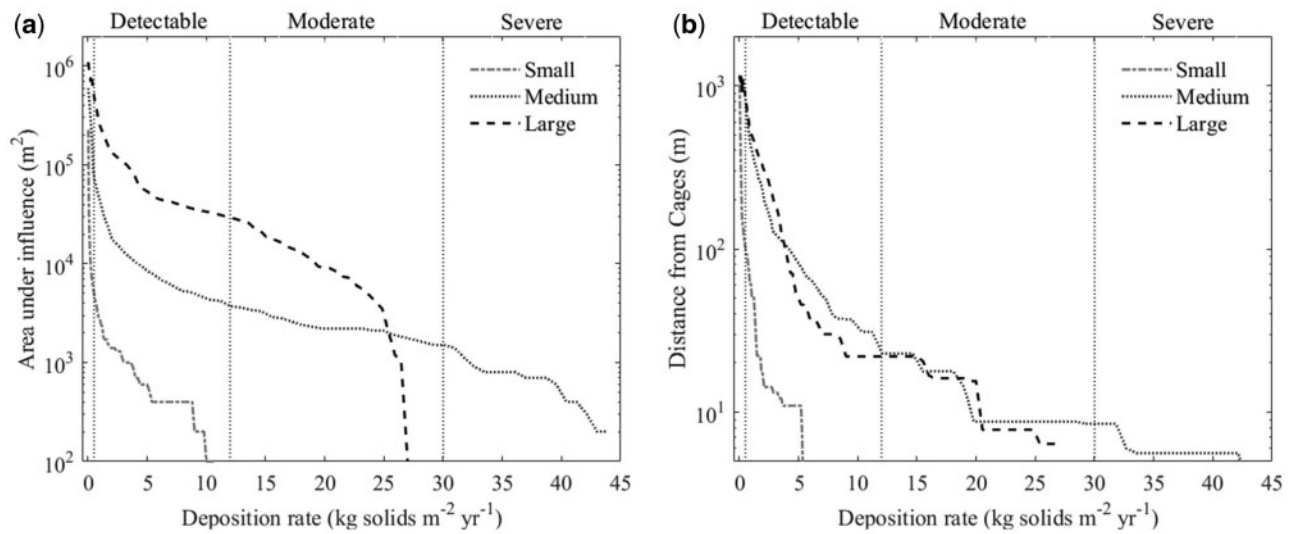 (a) Detectable Moderate Severe
10^6
10^5
10^4
10^3
10^2
Area under influence (m^2)
Small
Medium
Large
0 5 10 15 20 25 30 35 40 45
Deposition rate (kg solids m^-2 yr^-1)
(b) Detectable Moderate Severe
10^3
10^2
10^1
Distance from Cages (m)
Small
Medium
Large
0 5 10 15 20 25 30 35 40 45
Deposition rate (kg solids m^-2 yr^-1)